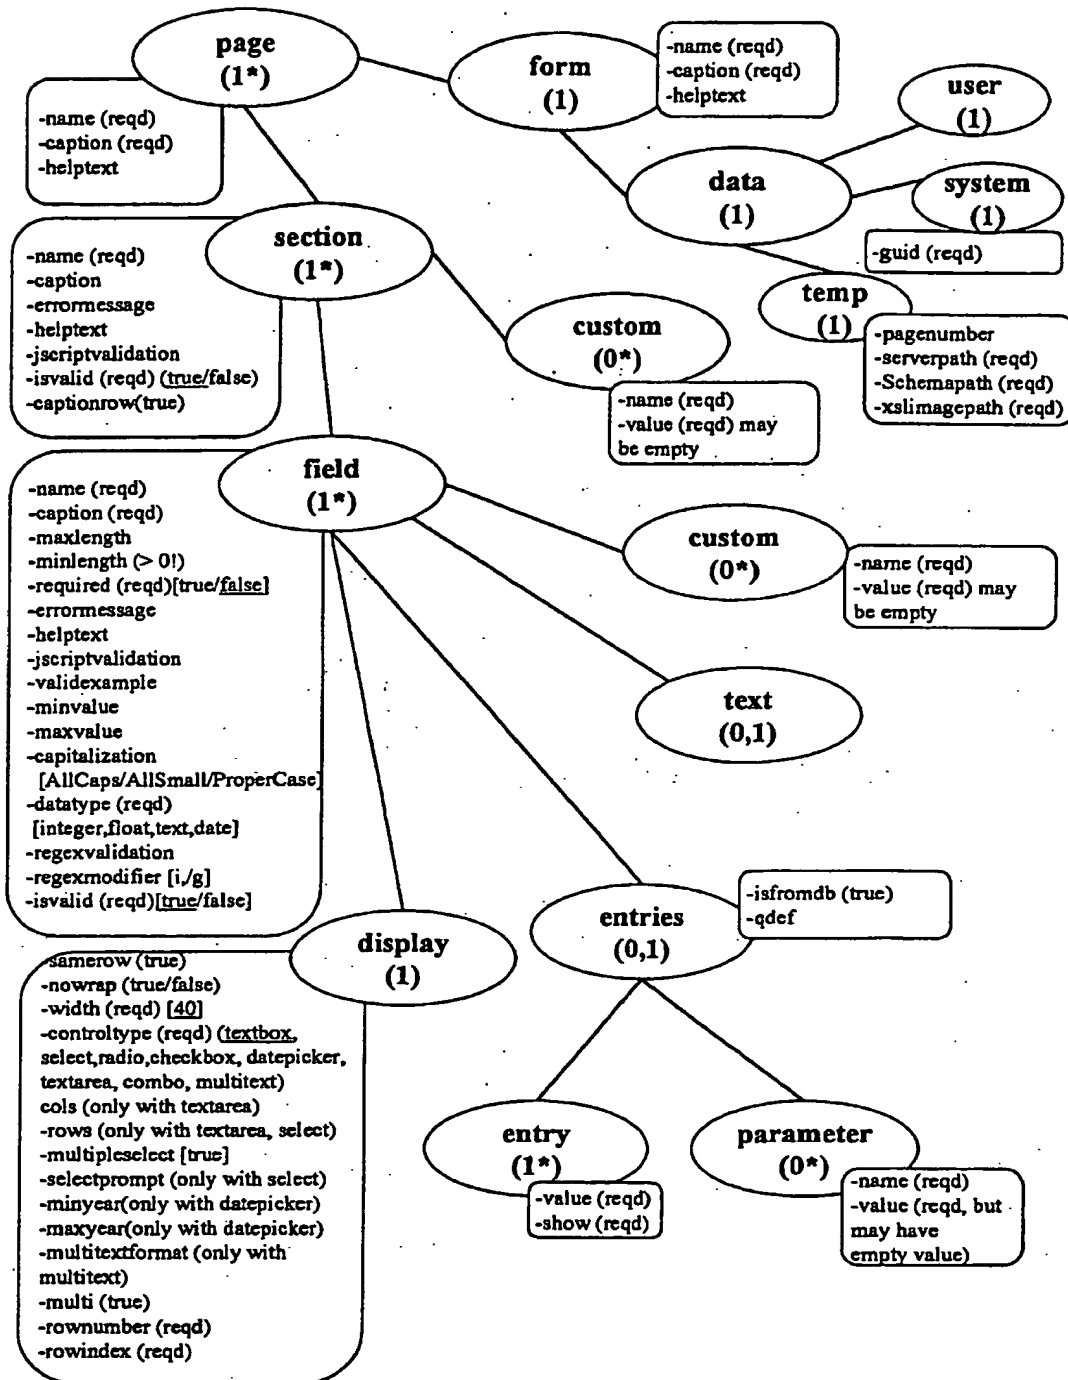 page
(1*)
-name (reqd)
-caption (reqd)
-helptext
form
(1)
-name (reqd)
-caption (reqd)
-helptext
user
(1)
data
(1)
system
(1)
-guid (reqd)
temp
(1)
-pagenumber
-serverpath (reqd)
-Schemapath (reqd)
-xslimagepath (reqd)
section
(1*)
-name (reqd)
-caption
-errormessage
-helptext
-jscriptvalidation
-isvalid (reqd) (true/false)
-captionrow(true)
custom
(0*)
-name (reqd)
-value (reqd) may
be empty
field
(1*)
-name (reqd)
-caption (reqd)
-maxlength
-minlength (> 0!)
-required (reqd)[true/false]
-errormessage
-helptext
-jscriptvalidation
-validexample
-minvalue
-maxvalue
-capitalization
[AllCaps/AllSmall/ProperCase]
-datatype (reqd)
[integer,float,text,date]
-regexvalidation
-regexmodifier [i,/g]
-isvalid (reqd)[true/false]
custom
(0*)
-name (reqd)
-value (reqd) may
be empty
text
(0,1)
display
(1)
-samerow (true)
-nowrap (true/false)
-width (reqd) [40]
-controltype (reqd) (textbox,
select,radio,checkbox, datepicker,
textarea, combo, multitext)
cols (only with textarea)
-rows (only with textarea, select)
-multipleselect [true]
-selectprompt (only with select)
-minyear(only with datepicker)
-maxyear(only with datepicker)
-multitextformat (only with
multitext)
-multi (true)
-rownumber (reqd)
-rowindex (reqd)
entries
(0,1)
-isfromdb (true)
-qdef
entry
(1*)
-value (reqd)
-show (reqd)
parameter
(0*)
-name (reqd)
-value (reqd, but
may have
empty value)